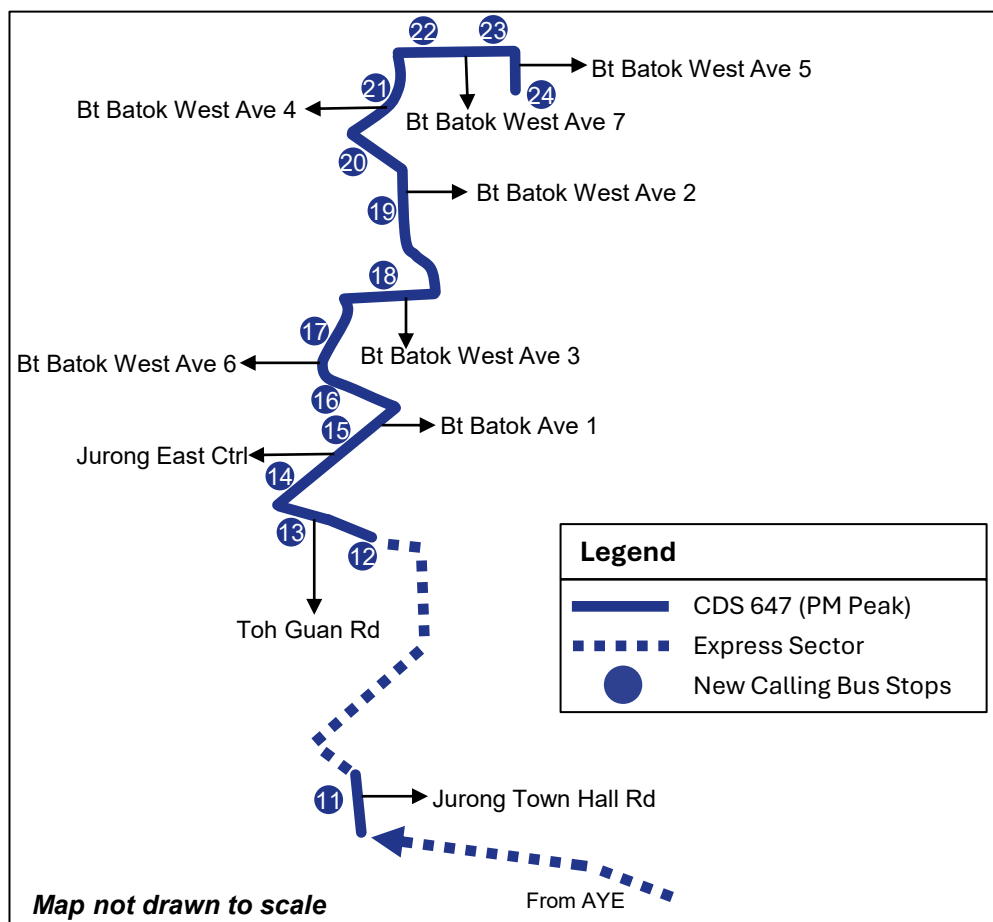 22
23
Bt Batok West Ave 5
21
24
Bt Batok West Ave 4
Bt Batok West Ave 7
20
Bt Batok West Ave 2
19
18
17
Bt Batok West Ave 3
Bt Batok West Ave 6
16
Bt Batok Ave 1
15
Jurong East Ctrl
14
13
12
Legend
CDS 647 (PM Peak)
Toh Guan Rd
Express Sector
New Calling Bus Stops
11
Jurong Town Hall Rd
From AYE
Map not drawn to scale